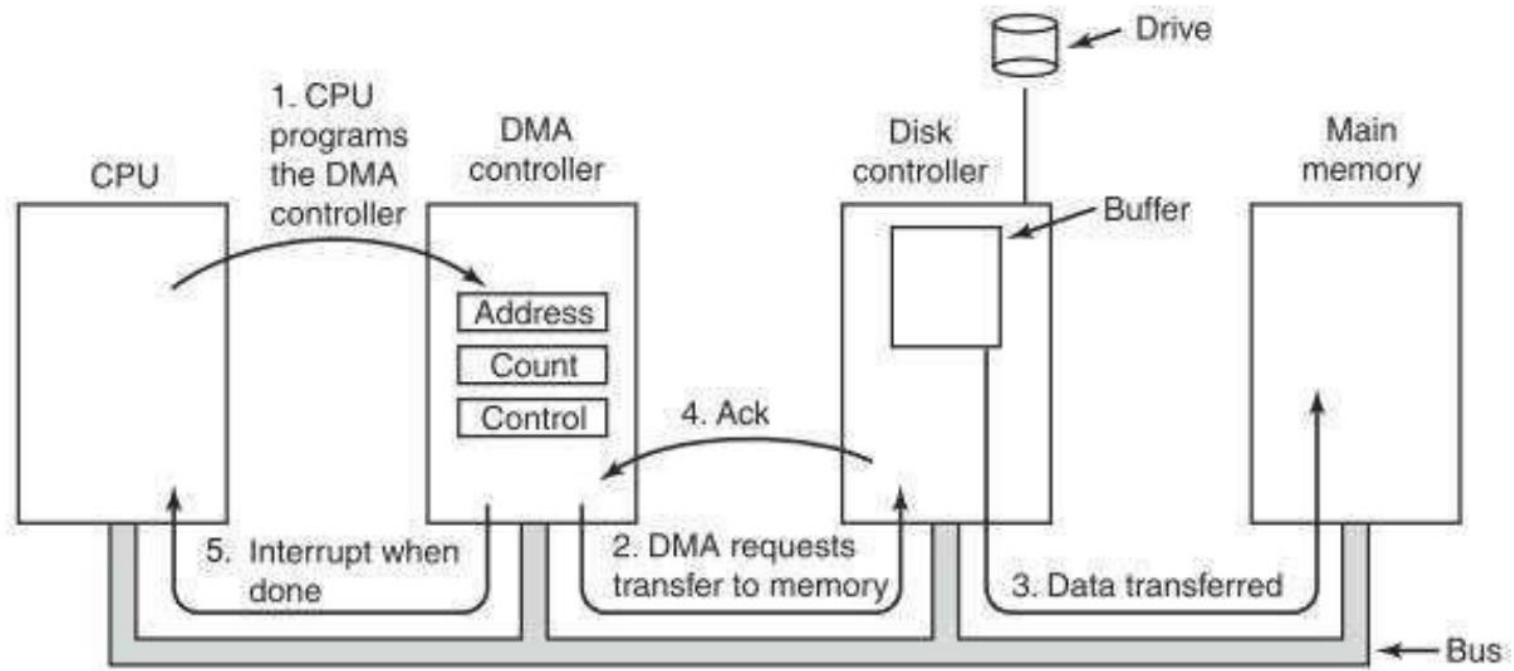 Drive
1. CPU
programs
the DMA
controller
CPU
DMA
controller
Disk
controller
Main
memory
Buffer
Address
Count
Control
4. Ack
5. Interrupt when
done
2. DMA requests
transfer to memory
3. Data transferred
Bus